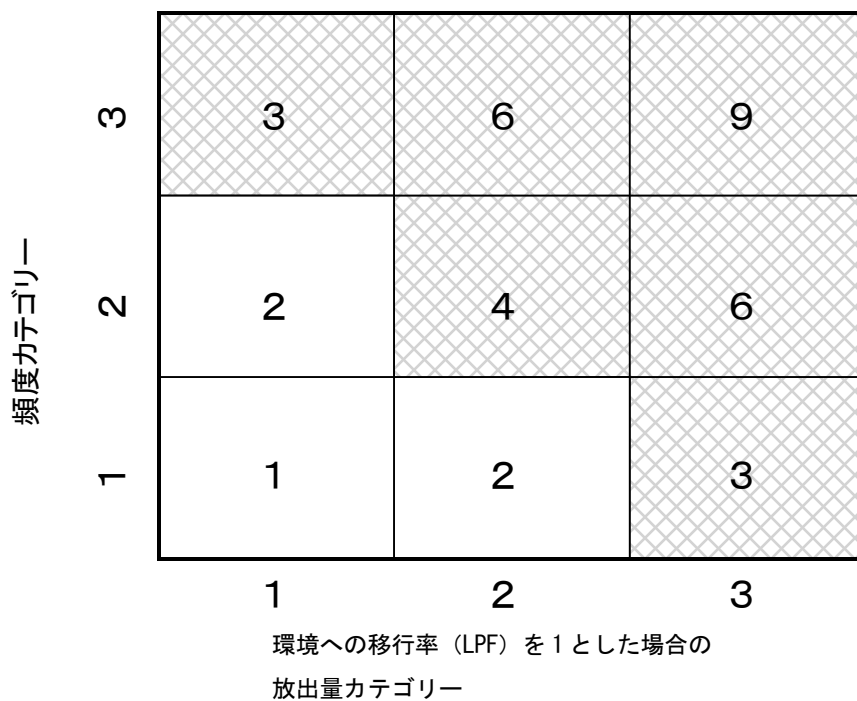 頻度カテゴリー
3
3 6 9
2
2 4 6
1
1 2 3
1 2 3
環境への移行率（LPF）を1とした場合の
放出量カテゴリー